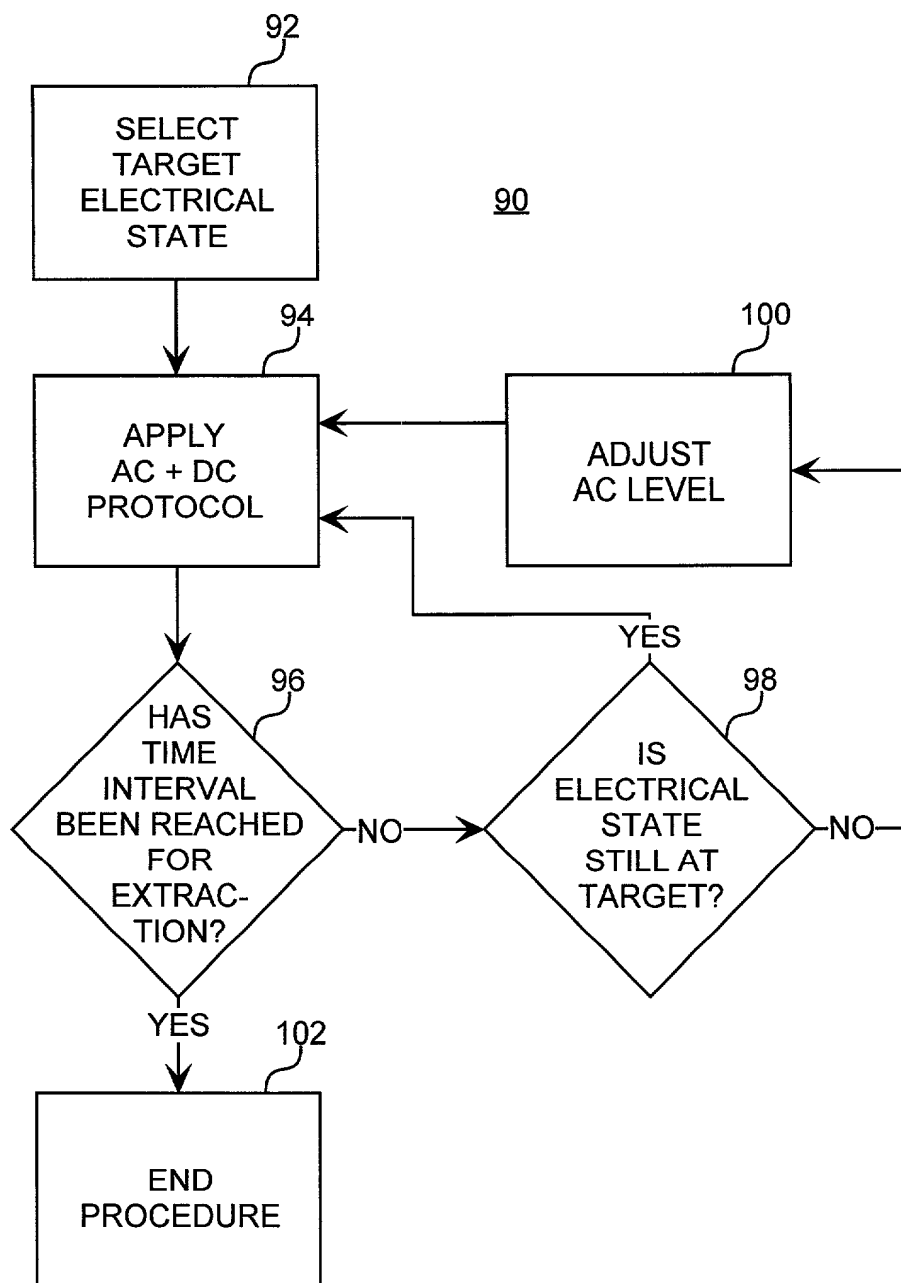 92
SELECT
TARGET
ELECTRICAL
STATE
90
94
APPLY
AC + DC
PROTOCOL
100
ADJUST
AC LEVEL
96
HAS
TIME
INTERVAL
BEEN REACHED
FOR
EXTRAC-
TION?
NO
YES
98
IS
ELECTRICAL
STATE
STILL AT
TARGET?
NO
YES
102
END
PROCEDURE